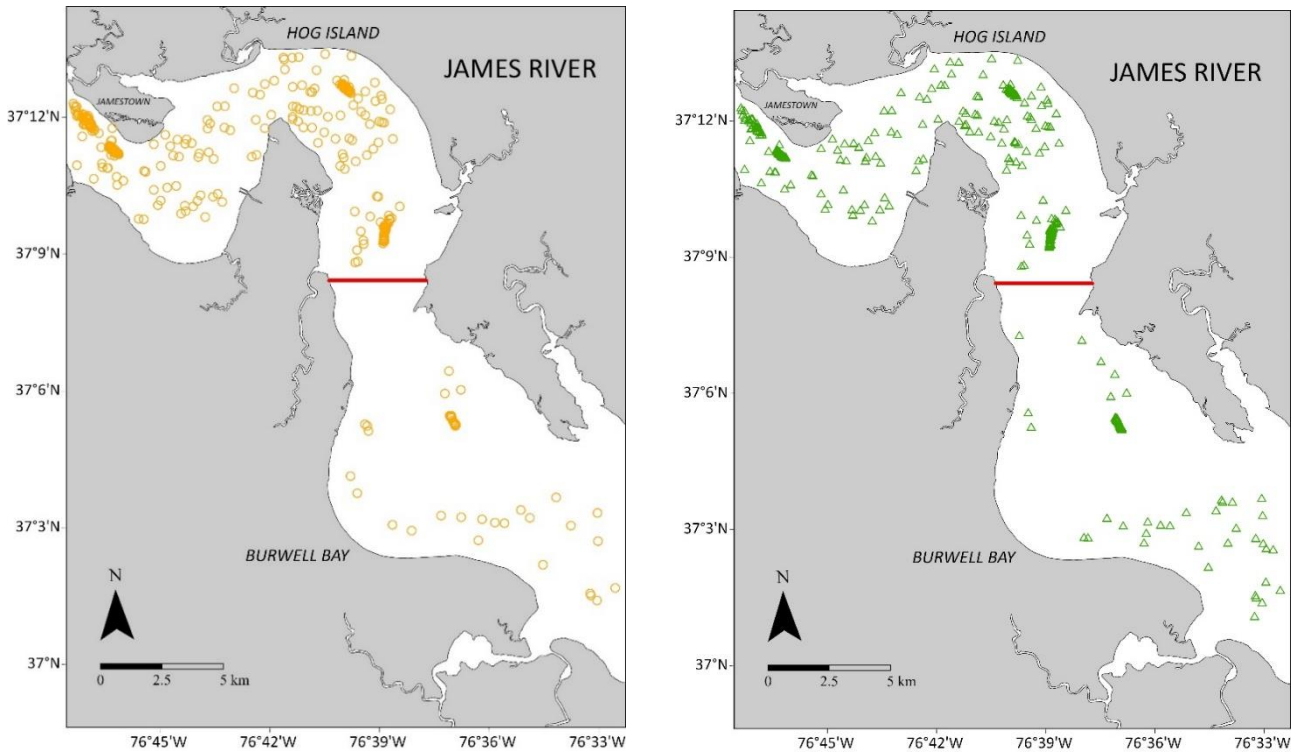 HOG ISLAND
JAMES RIVER
JAMESTOWN
37°12'N
37°9'N
37°6'N
37°3'N
BURWELL BAY
N
37°N
0 2.5 5 km
76°45'W 76°42'W 76°39'W 76°36'W 76°33'W
HOG ISLAND
JAMES RIVER
JAMESTOWN
37°12'N
37°9'N
37°6'N
37°3'N
BURWELL BAY
N
37°N
0 2.5 5 km
76°45'W 76°42'W 76°39'W 76°36'W 76°33'W